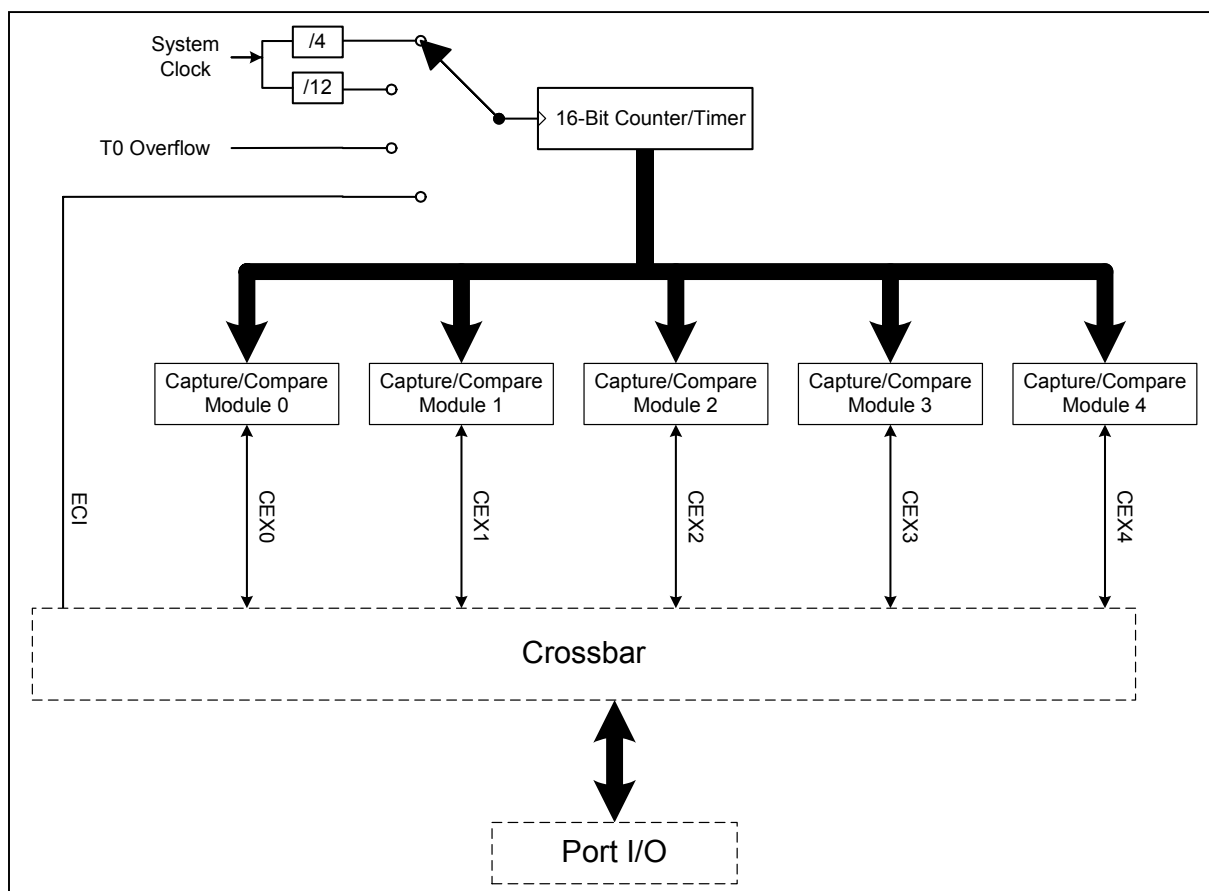 System
Clock
/4
/12
16-Bit Counter/Timer
T0 Overflow
Capture/Compare
Module 0
Capture/Compare
Module 1
Capture/Compare
Module 2
Capture/Compare
Module 3
Capture/Compare
Module 4
ECI
CEX0
CEX1
CEX2
CEX3
CEX4
Crossbar
Port I/O